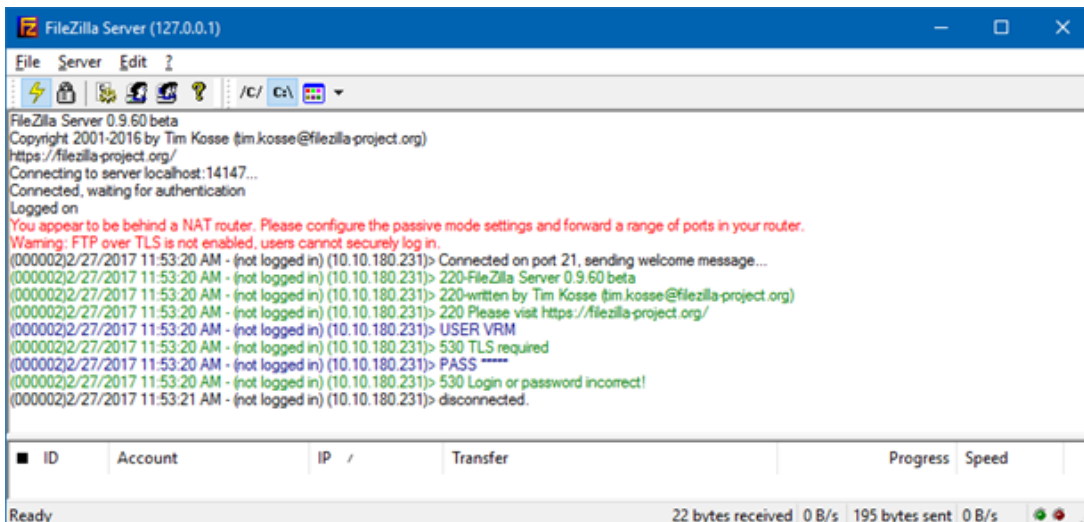 FileZilla Server (127.0.0.1)
File Server Edit ?
/C/ C:\
FileZilla Server 0.9.60 beta
Copyright 2001-2016 by Tim Kosse (tim.kosse@filezilla-project.org)
https://filezilla-project.org/
Connecting to server localhost:14147...
Connected, waiting for authentication
Logged on
You appear to be behind a NAT router. Please configure the passive mode settings and forward a range of ports in your router.
Warning: FTP over TLS is not enabled, users cannot securely log in.
(000002)2/27/2017 11:53:20 AM - (not logged in) (10.10.180.231)> Connected on port 21, sending welcome message...
(000002)2/27/2017 11:53:20 AM - (not logged in) (10.10.180.231)> 220-FileZilla Server 0.9.60 beta
(000002)2/27/2017 11:53:20 AM - (not logged in) (10.10.180.231)> 220-written by Tim Kosse (tim.kosse@filezilla-project.org)
(000002)2/27/2017 11:53:20 AM - (not logged in) (10.10.180.231)> 220 Please visit https://filezilla-project.org/
(000002)2/27/2017 11:53:20 AM - (not logged in) (10.10.180.231)> USER VRM
(000002)2/27/2017 11:53:20 AM - (not logged in) (10.10.180.231)> 530 TLS required
(000002)2/27/2017 11:53:20 AM - (not logged in) (10.10.180.231)> PASS *****
(000002)2/27/2017 11:53:20 AM - (not logged in) (10.10.180.231)> 530 Login or password incorrect!
(000002)2/27/2017 11:53:21 AM - (not logged in) (10.10.180.231)> disconnected.
ID Account IP / Transfer Progress Speed
Ready 22 bytes received 0 B/s 195 bytes sent 0 B/s